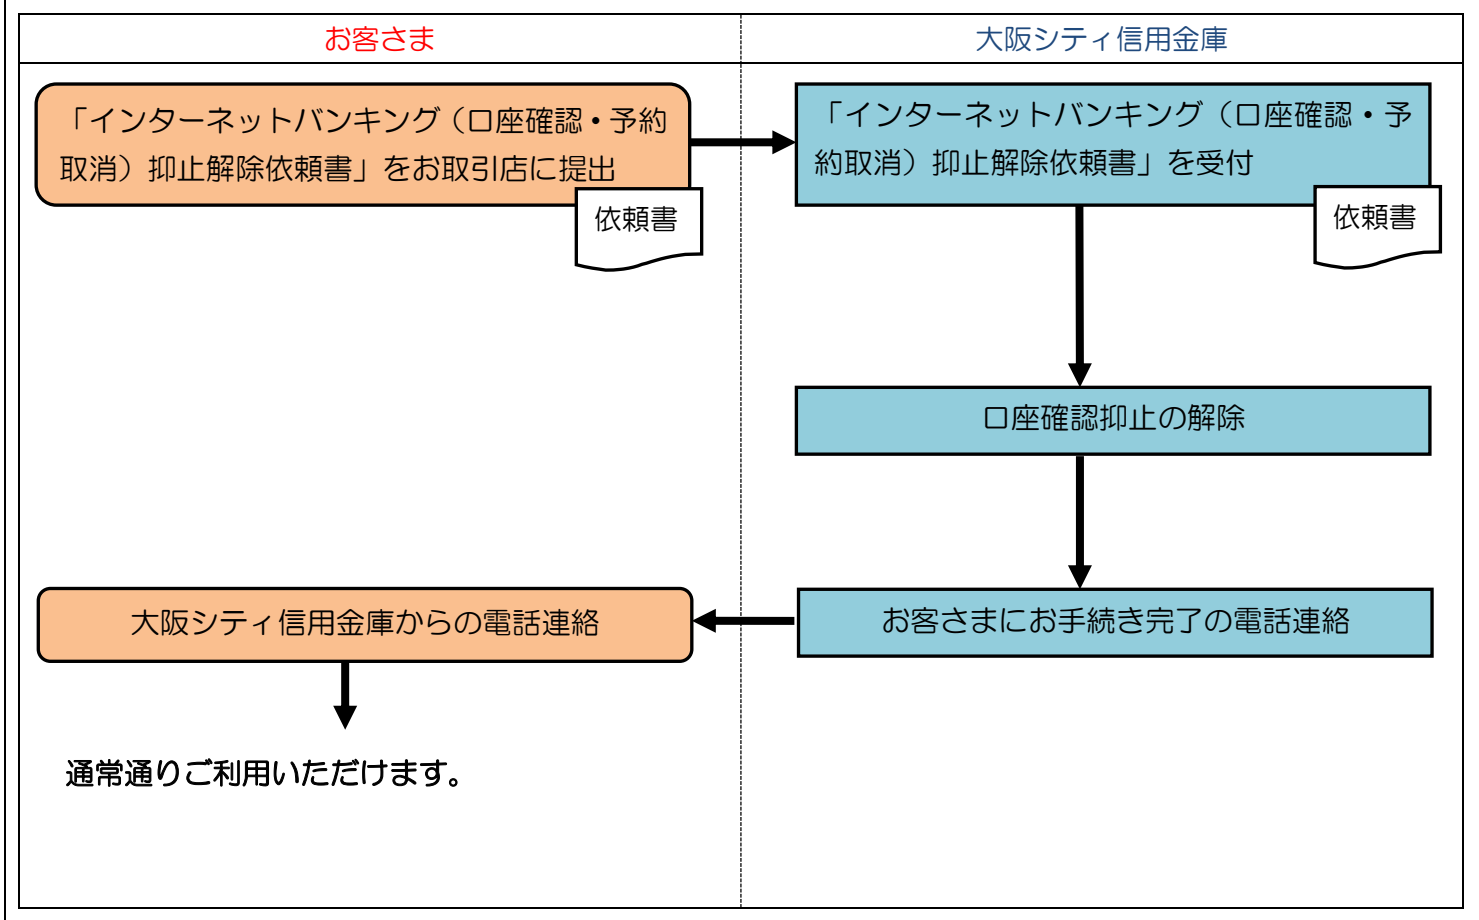 お客さま
大阪シティ信用金庫
「インターネットバンキング（口座確認・予約
取消）抑止解除依頼書」をお取引店に提出
依頼書
「インターネットバンキング（口座確認・予
約取消）抑止解除依頼書」を受付
依頼書
口座確認抑止の解除
お客さまにお手続き完了の電話連絡
大阪シティ信用金庫からの電話連絡
通常通りご利用いただけます。